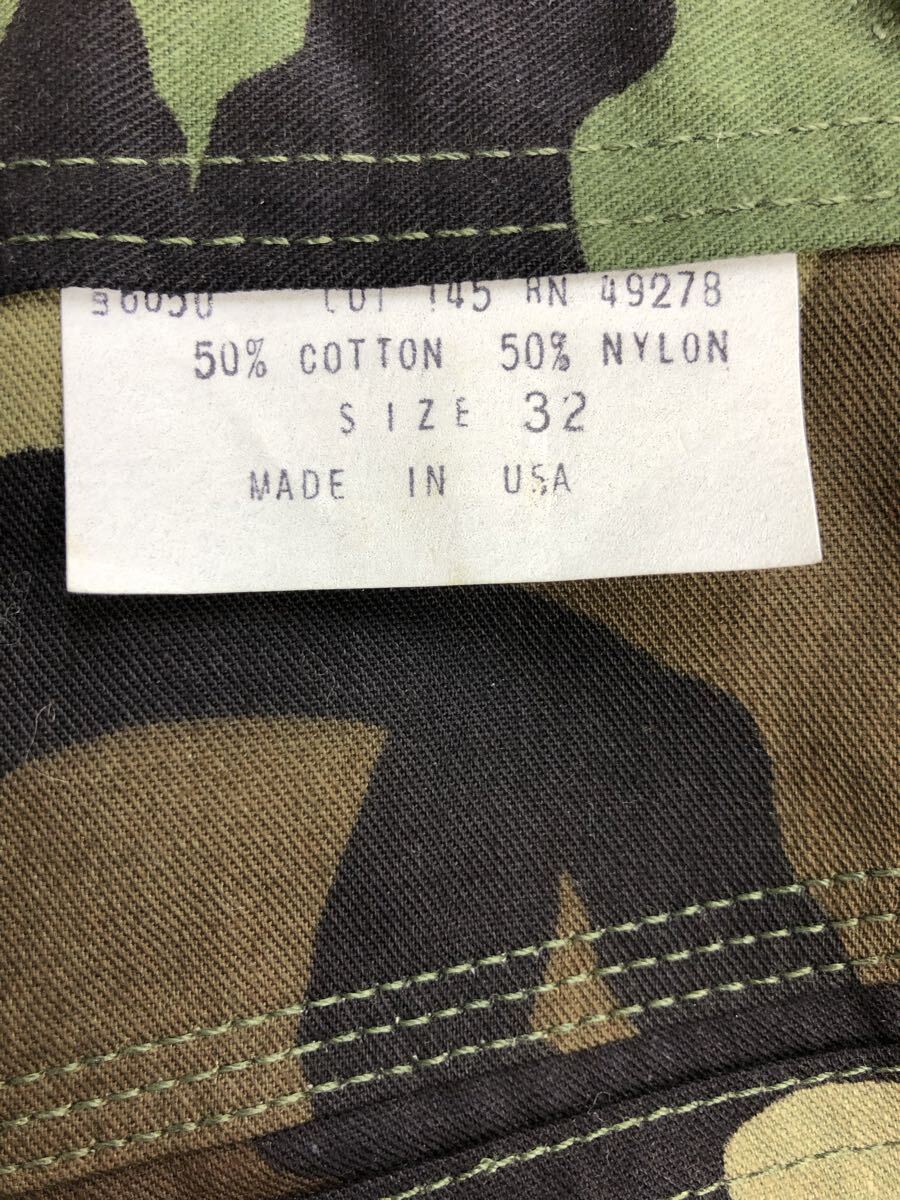 LOT 145 RN 49278
50% COTTON 50% NYLON
SIZE 32
MADE IN USA